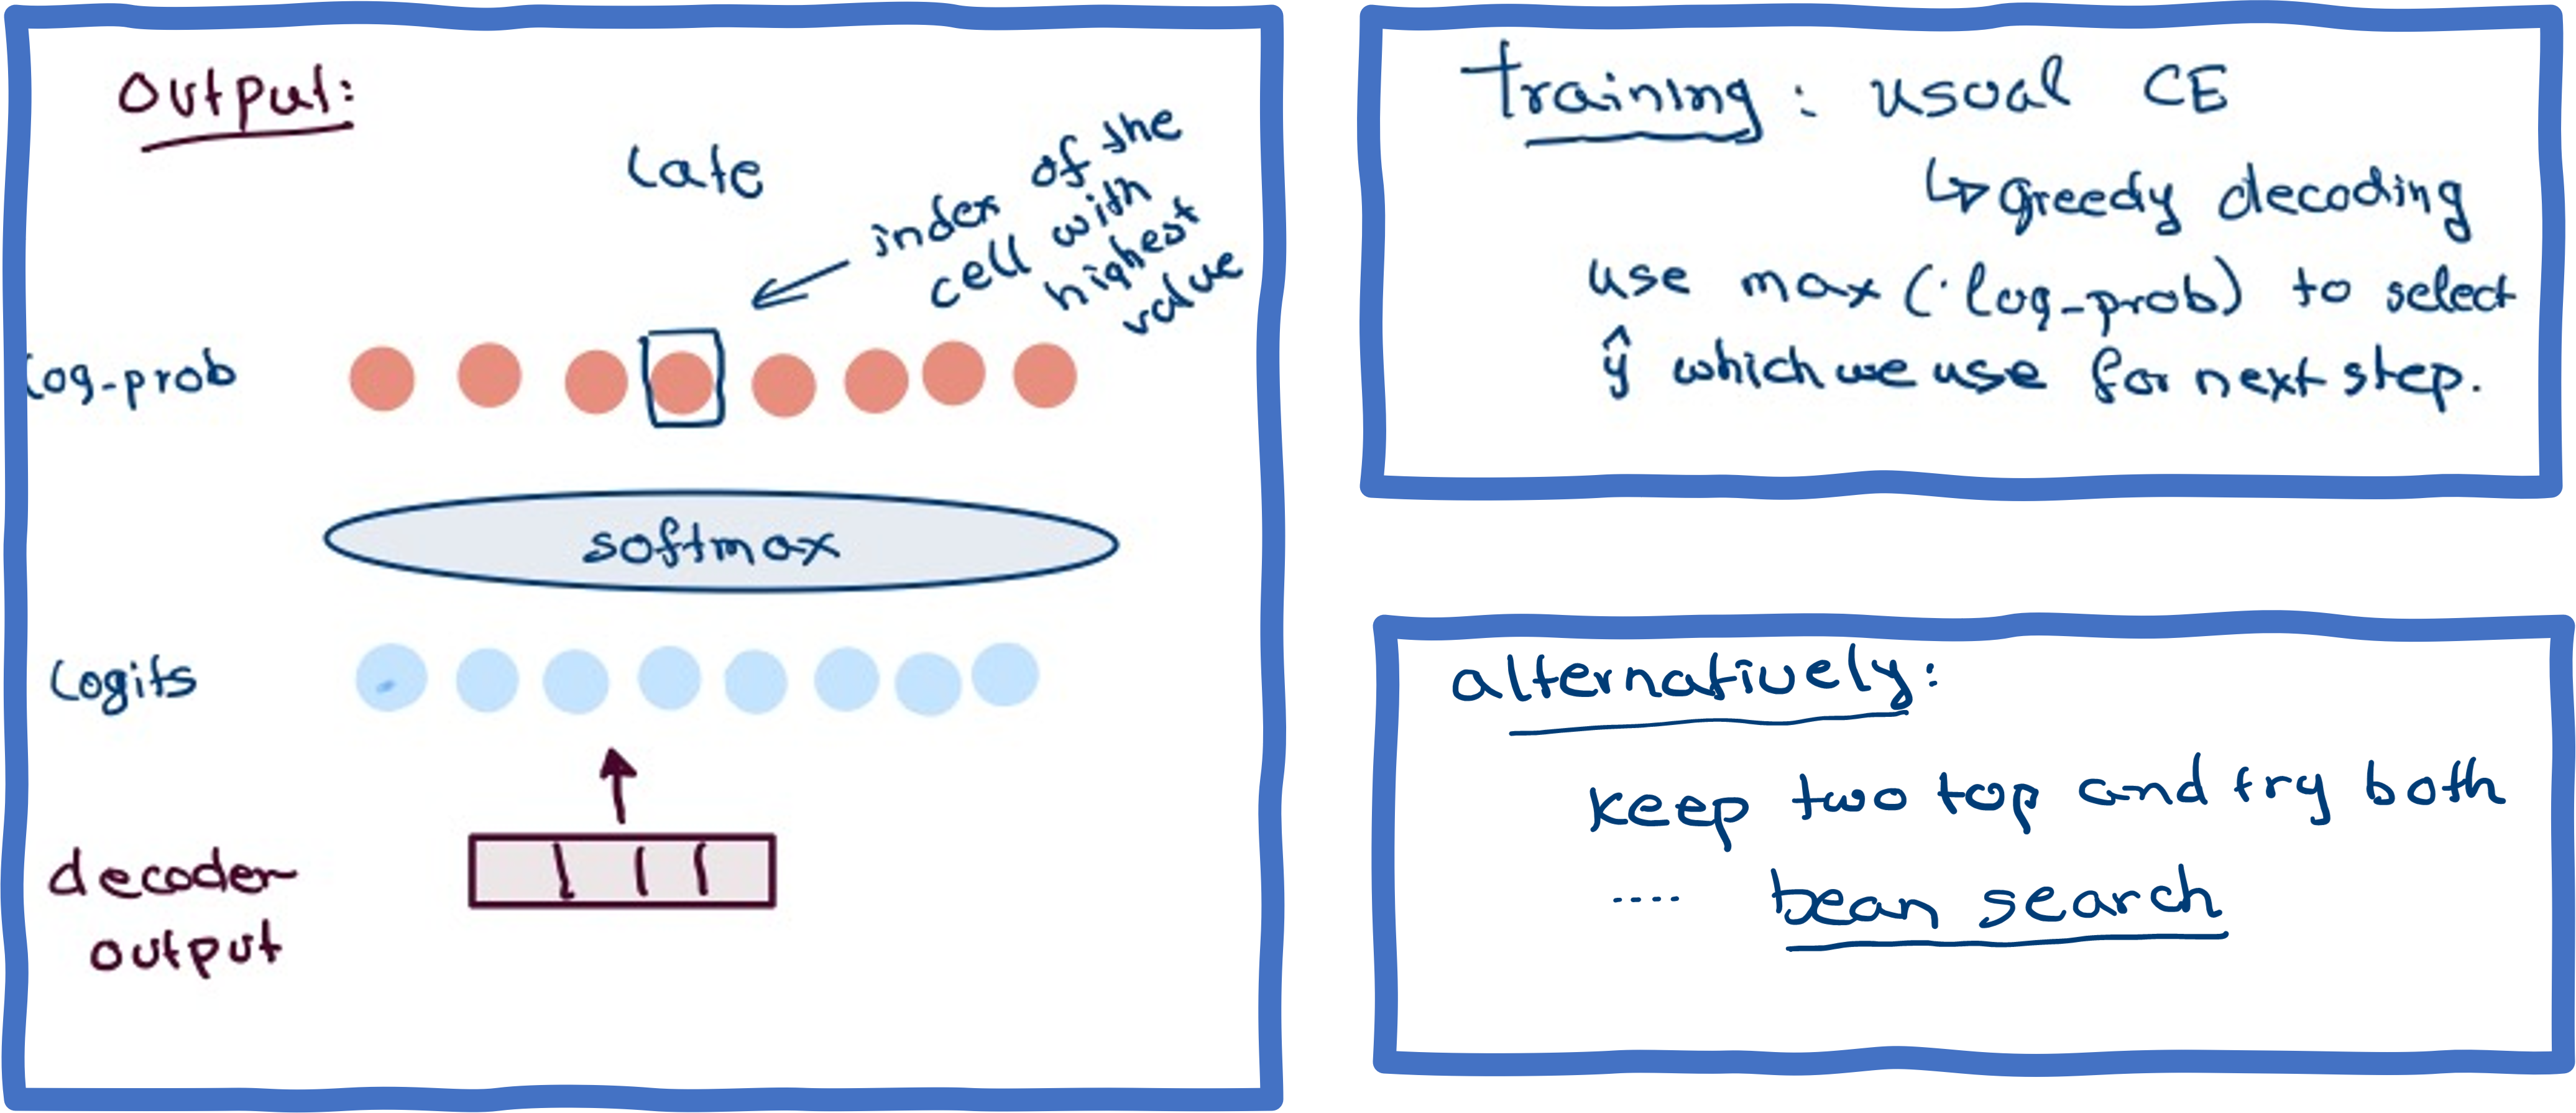 Output:
Late
index of the
cell with
highest
value
log-prob
softmax
Logits
decoder
output
training : usual CE
↳ greedy decoding
use max (·log-prob) to select
ŷ which we use for next step.
alternatively:
keep two top and try both
.... bean search